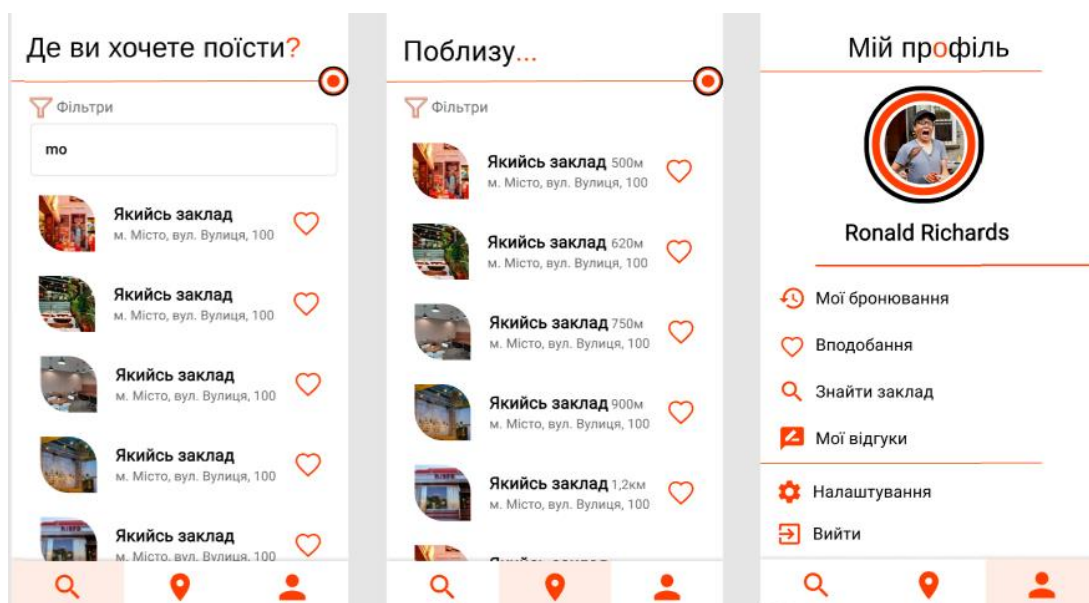 Де ви хочете поїсти?
Фільтри
mo
Якийсь заклад
м. Місто, вул. Вулиця, 100
Якийсь заклад
м. Місто, вул. Вулиця, 100
Якийсь заклад
м. Місто, вул. Вулиця, 100
Якийсь заклад
м. Місто, вул. Вулиця, 100
Якийсь заклад
м. Місто, вул. Вулиця, 100
Поблизу...
Фільтри
Якийсь заклад 500м
м. Місто, вул. Вулиця, 100
Якийсь заклад 620м
м. Місто, вул. Вулиця, 100
Якийсь заклад 750м
м. Місто, вул. Вулиця, 100
Якийсь заклад 900м
м. Місто, вул. Вулиця, 100
Якийсь заклад 1,2км
м. Місто, вул. Вулиця, 100
Мій профіль
Ronald Richards
Мої бронювання
Вподобання
Знайти заклад
Мої відгуки
Налаштування
Вийти